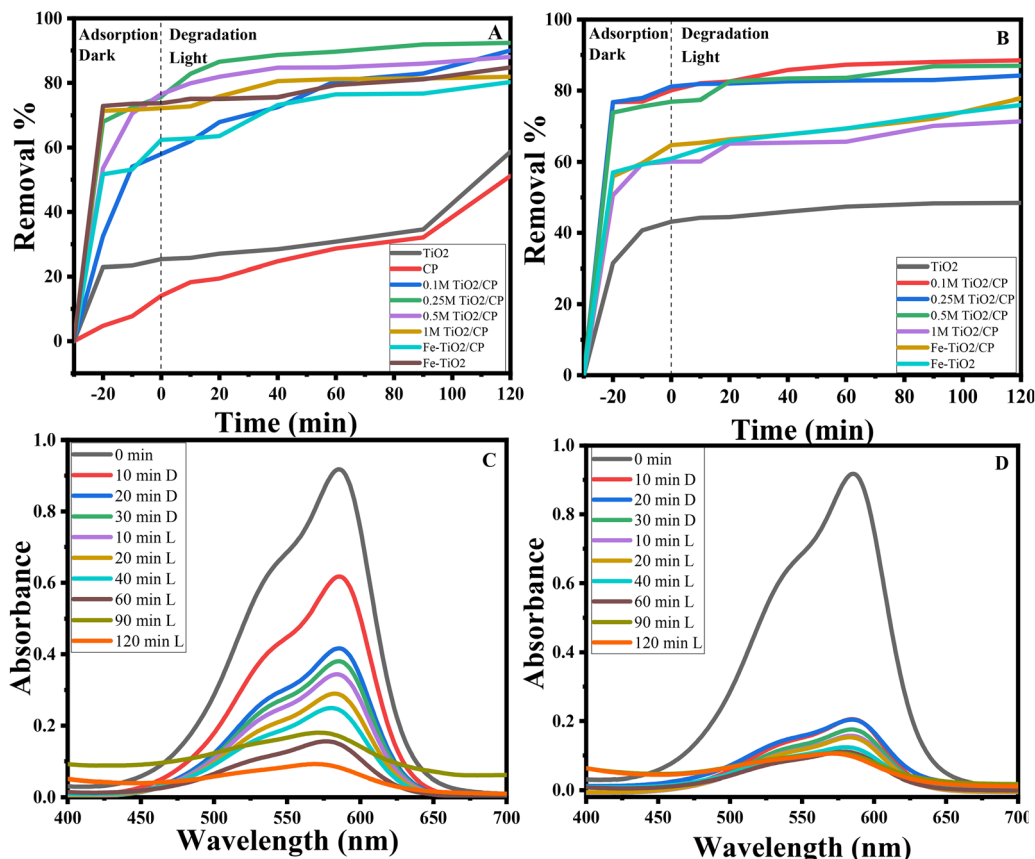 A
Adsorption Degradation
Dark Light
Removal %
100
80
60
40
20
0
TiO2
CP
0.1M TiO2/CP
0.25M TiO2/CP
0.5M TiO2/CP
1M TiO2/CP
Fe-TiO2/CP
Fe-TiO2
-20 0 20 40 60 80 100 120
Time (min)
B
Adsorption Degradation
Dark Light
Removal %
100
80
60
40
20
0
TiO2
0.1M TiO2/CP
0.25M TiO2/CP
0.5M TiO2/CP
1M TiO2/CP
Fe-TiO2/CP
Fe-TiO2
-20 0 20 40 60 80 100 120
Time (min)
C
Absorbance
1.0
0.8
0.6
0.4
0.2
0.0
0 min
10 min D
20 min D
30 min D
10 min L
20 min L
40 min L
60 min L
90 min L
120 min L
400 450 500 550 600 650 700
Wavelength (nm)
D
Absorbance
1.0
0.8
0.6
0.4
0.2
0.0
0 min
10 min D
20 min D
30 min D
10 min L
20 min L
40 min L
60 min L
90 min L
120 min L
400 450 500 550 600 650 700
Wavelength (nm)